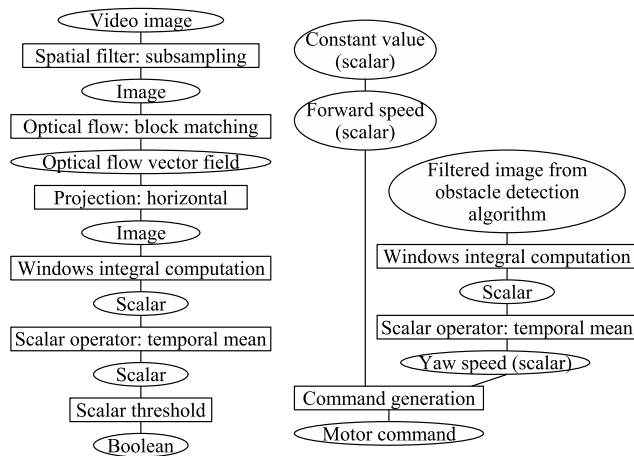 Video image
Spatial filter: subsampling
Image
Optical flow: block matching
Optical flow vector field
Projection: horizontal
Image
Windows integral computation
Scalar
Scalar operator: temporal mean
Scalar
Scalar threshold
Boolean
Constant value
(scalar)
Forward speed
(scalar)
Filtered image from
obstacle detection
algorithm
Windows integral computation
Scalar
Scalar operator: temporal mean
Yaw speed (scalar)
Command generation
Motor command